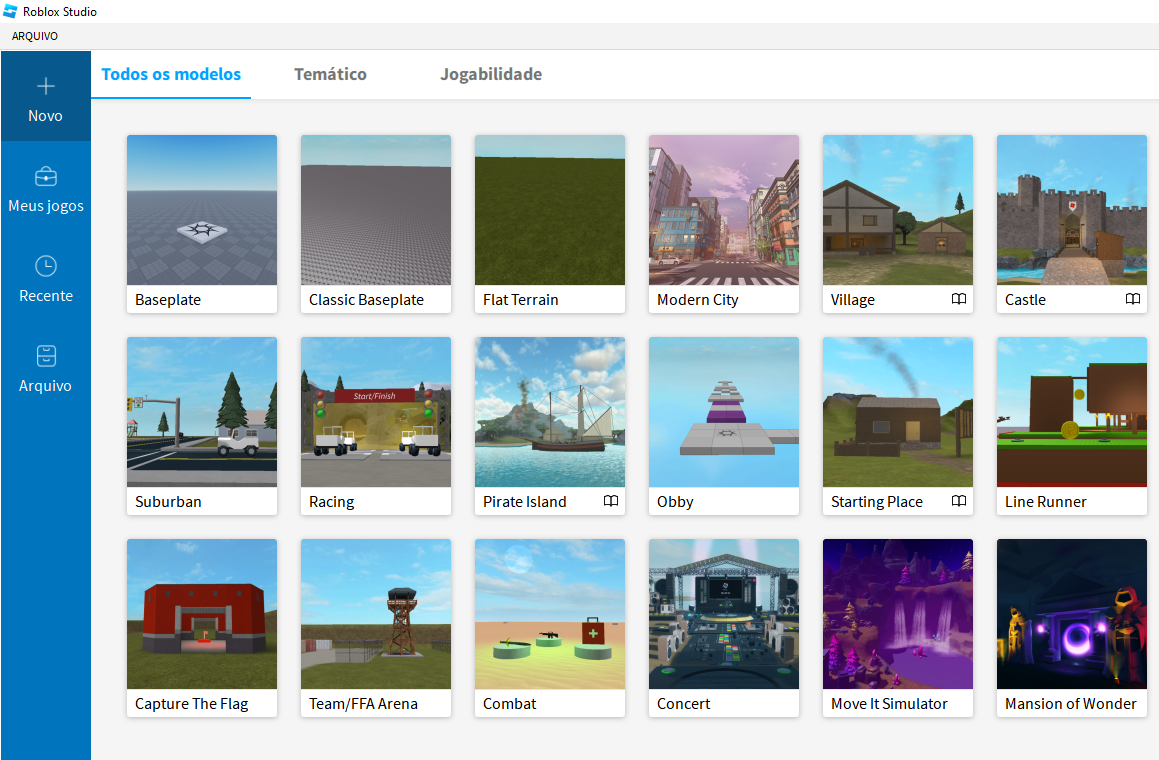 Roblox Studio
ARQUIVO
Novo
Meus jogos
Recente
Arquivo
Todos os modelos Temático Jogabilidade
Baseplate Classic Baseplate Flat Terrain Modern City Village Castle
Start/Finish
Suburban Racing Pirate Island Obby Starting Place Line Runner
Capture The Flag Team/FFA Arena Combat Concert Move It Simulator Mansion of Wonder